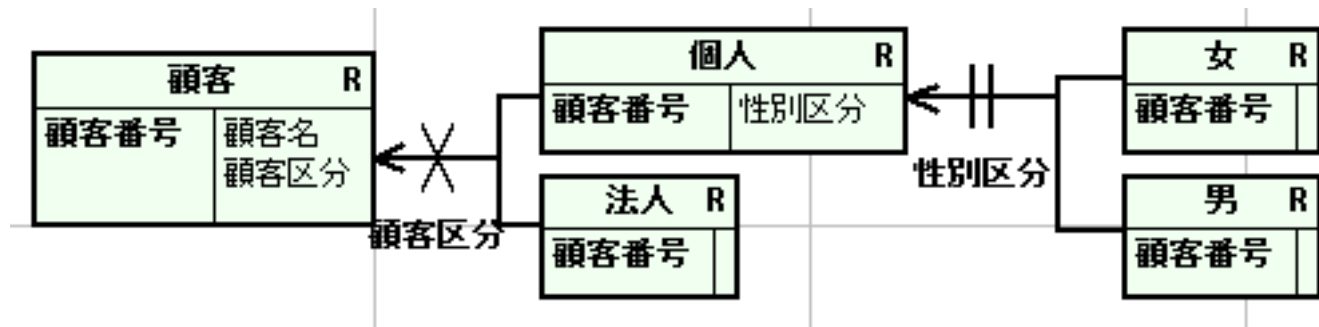 顧客 R
顧客番号
顧客名
顧客区分
顧客区分
個人 R
顧客番号
性別区分
法人 R
顧客番号
性別区分
女 R
顧客番号
男 R
顧客番号